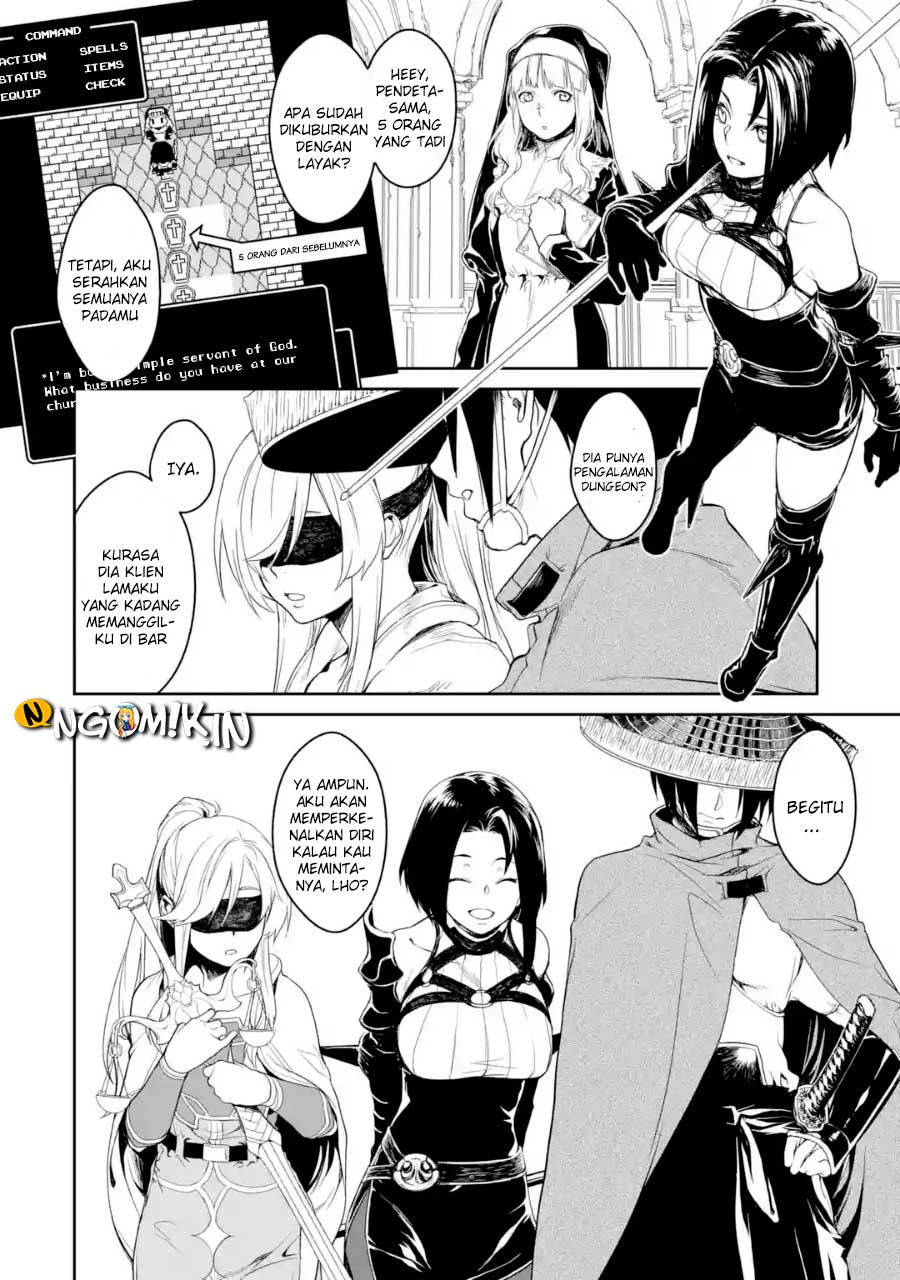 COMMAND
ACTION SPELLS
STATUS ITEMS
EQUIP CHECK
HEEY,
PENDETA-
SAMA,
5 ORANG
YANG TADI
APA SUDAH
DIKUBURKAN
DENGAN
LAYAK?
5 ORANG DARI SEBELUMNYA
TETAPI, AKU
SERAHKAN
SEMUANYA
PADAMU
*I'm simple servant of God.
What business do you have at our
DIA PUNYA
PENGALAMAN
DUNGEON?
IYA.
KURASA
DIA KLIEN
LAMAKU
YANG KADANG
MEMANGGIL-
KU DI BAR
NGOMIK.IN
BEGITU
...
YA AMPUN.
AKU AKAN
MEMPERKE-
NALKAN DIRI
KALAU KAU
MEMINTA-
NYA, LHO?